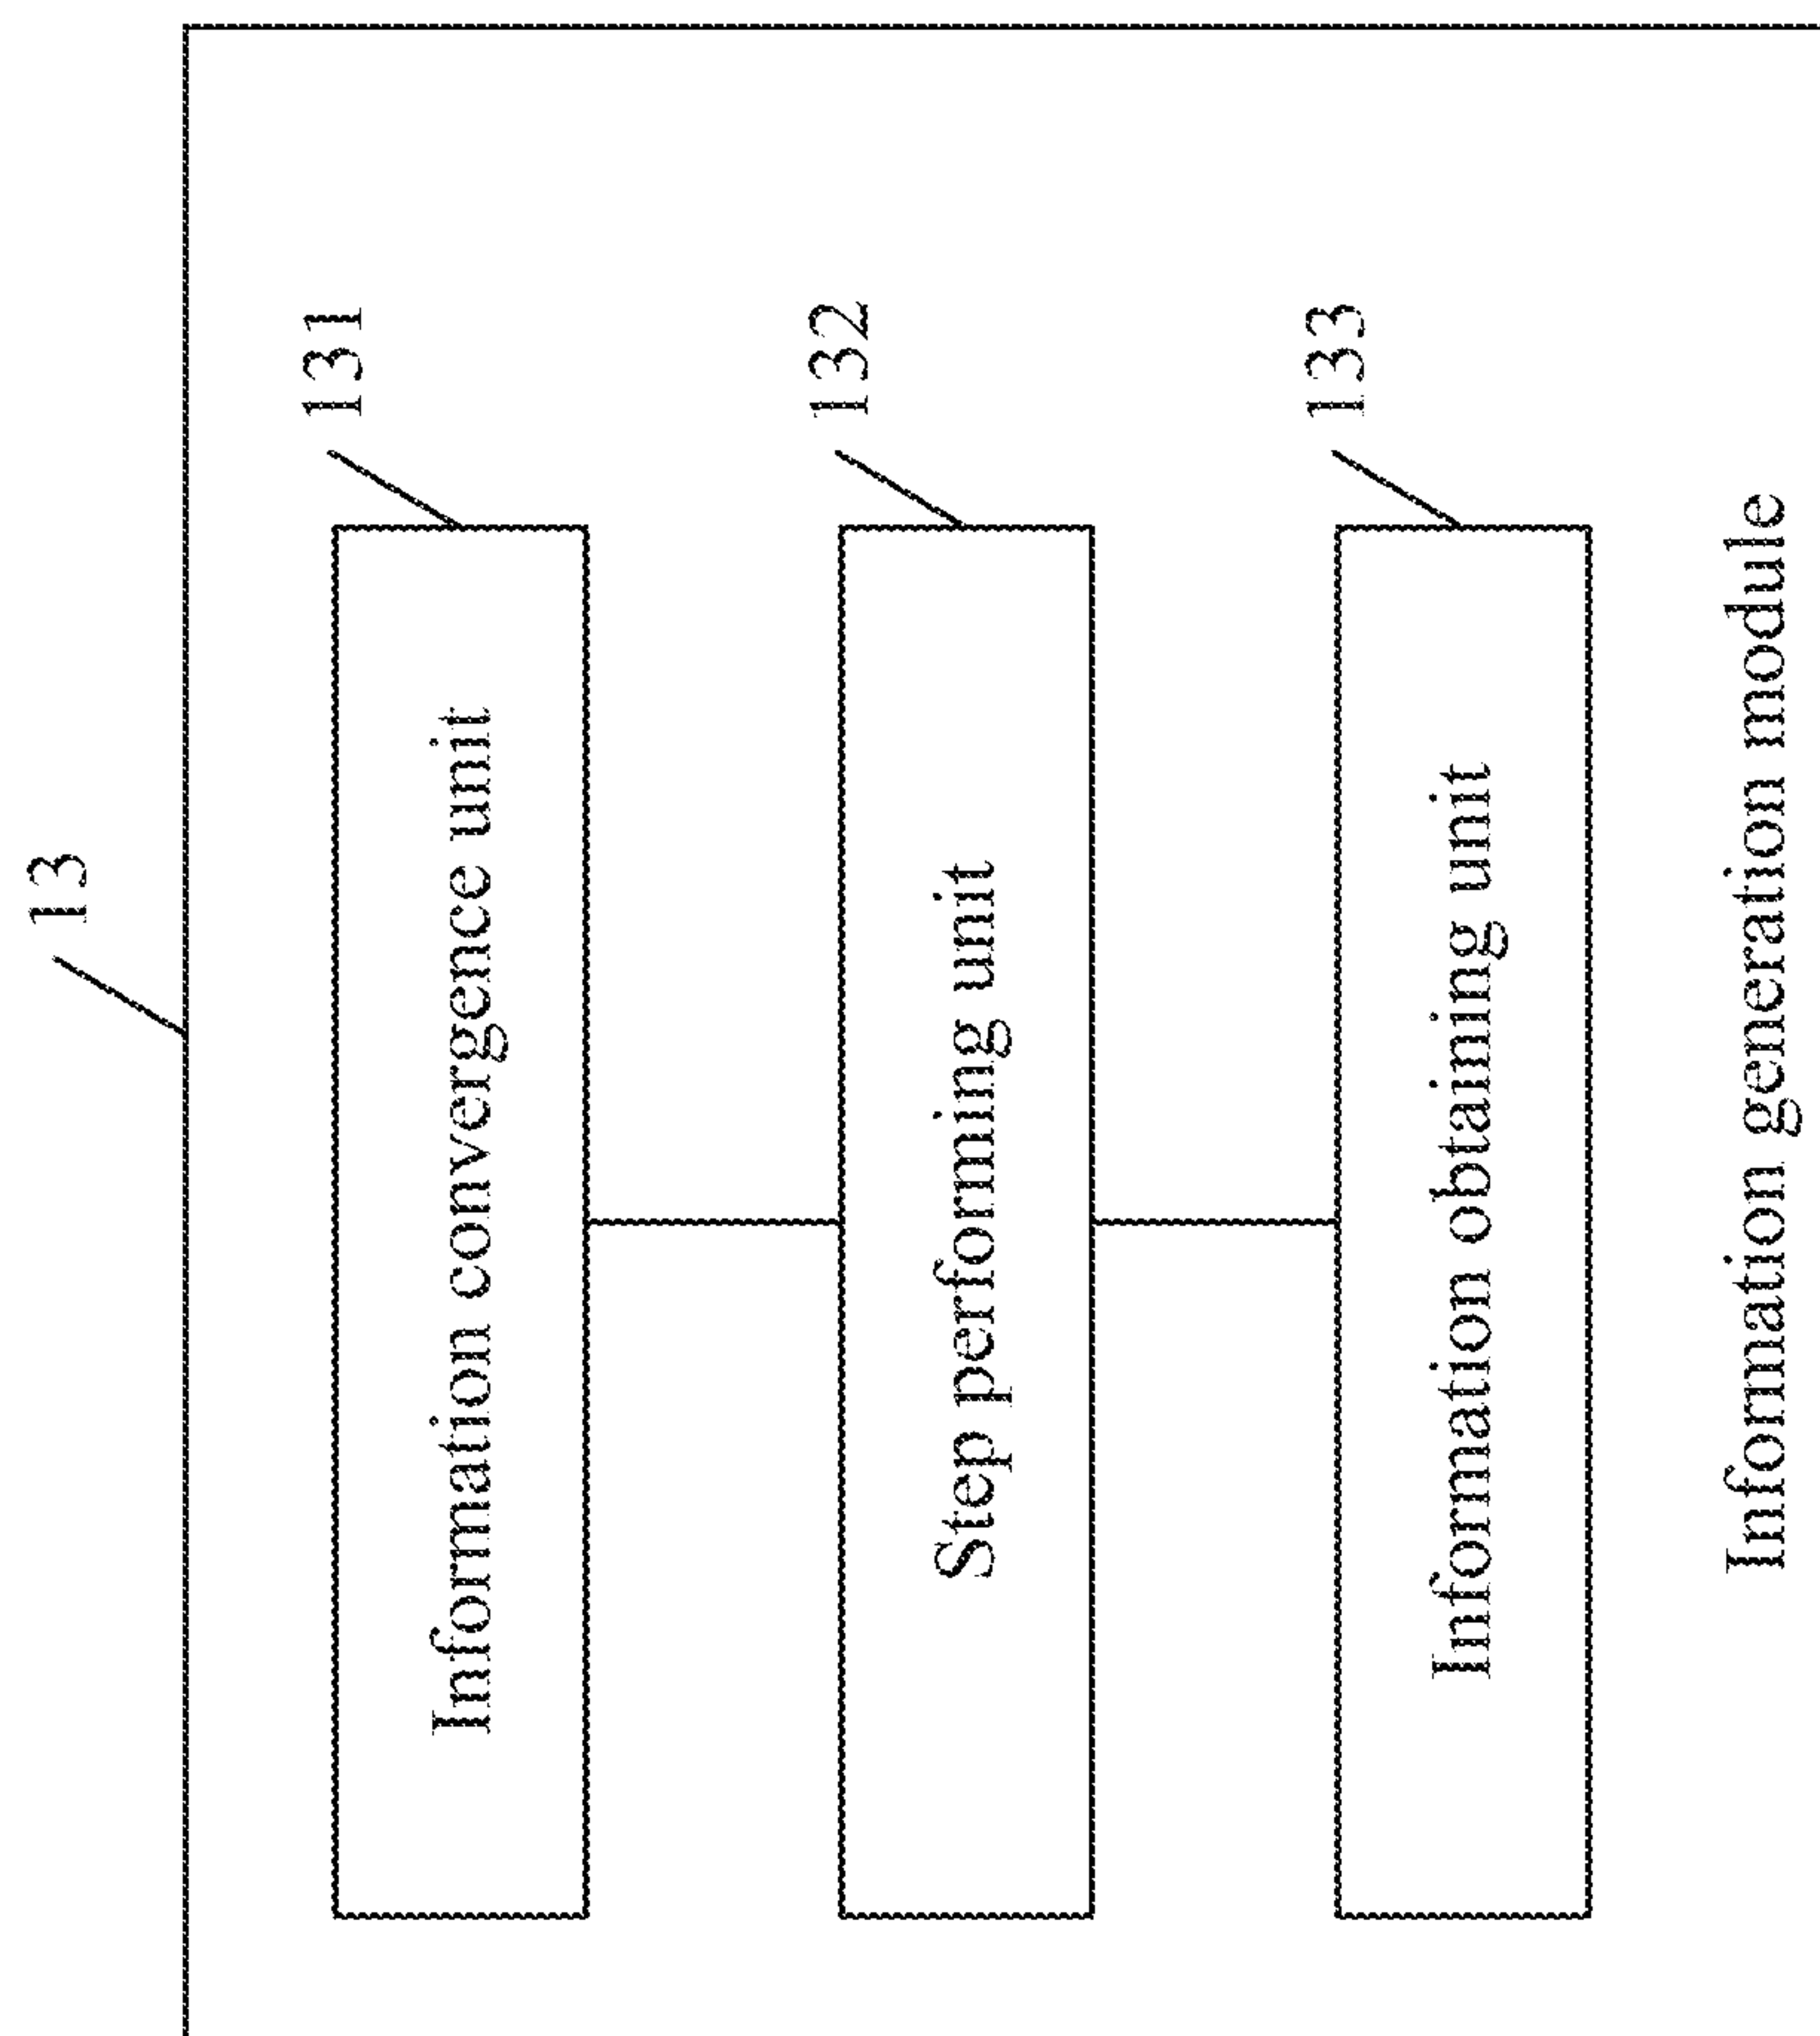 13
131
Information convergence unit
132
Step performing unit
133
Information obtaining unit
Information generation module